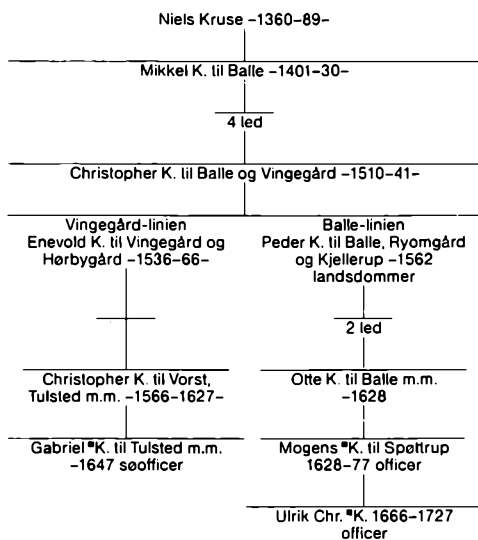 Niels Kruse –1360–89–
Mikkel K. til Balle –1401–30–
4 led
Christopher K. til Balle og Vingegård –1510–41–
Vingegård-linien
Enevold K. til Vingegård og
Hørbygård –1536–66–
Christopher K. til Vorst,
Tulsted m.m. –1566–1627–
Gabriel *K. til Tulsted m.m.
–1647 søofficer
Balle-linien
Peder K. til Balle, Ryomgård
og Kjellerup –1562
landsdommer
2 led
Otte K. til Balle m.m.
–1628
Mogens *K. til Spøttrup
1628–77 officer
Ulrik Chr. *K. 1666–1727
officer